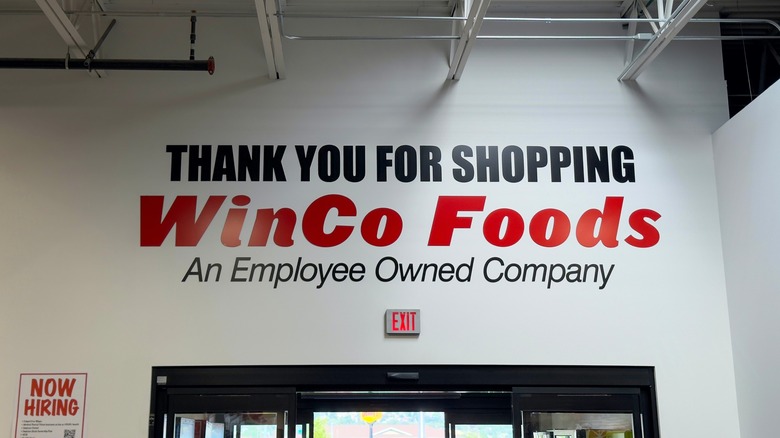 THANK YOU FOR SHOPPING
WinCo Foods
An Employee Owned Company
EXIT
NOW
HIRING